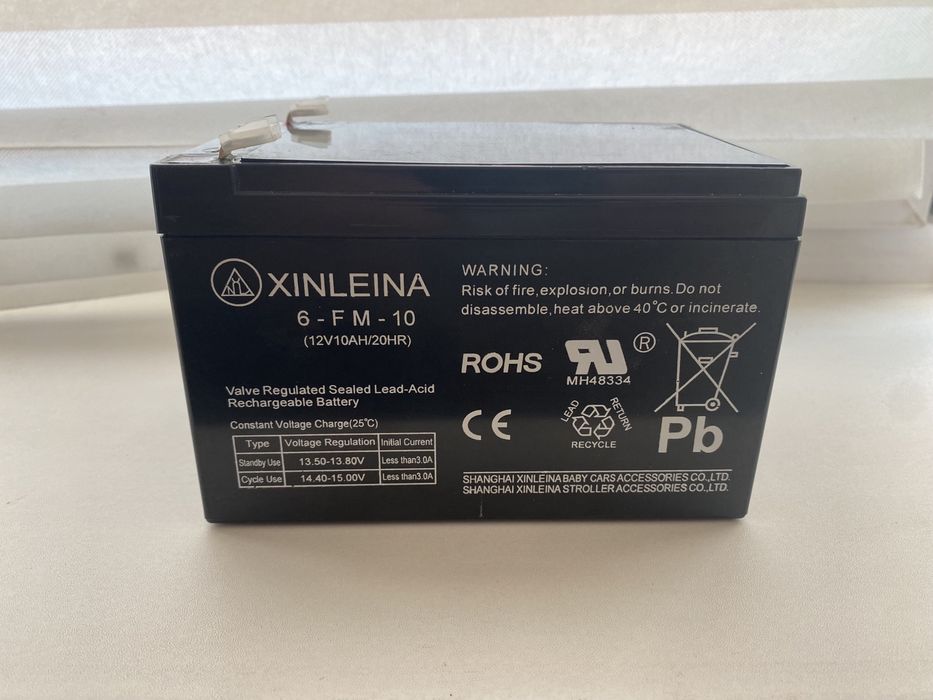 XINLEINA
6-FM-10
(12V10AH/20HR)
Valve Regulated Sealed Lead-Acid
Rechargeable Battery
Constant Voltage Charge(25°C)
Type Voltage Regulation Initial Current
Standby Use 13.50-13.80V Less than3.0A
Cycle Use 14.40-15.00V Less than3.0A
WARNING:
Risk of fire,explosion,or burns.Do not
disassemble,heat above 40°C or incinerate.
ROHS RU ®
MH48334
CE
LEAD RETURN
RECYCLE
Pb
SHANGHAI XINLEINA BABY CARS ACCESSORIES CO.,LTD.
SHANGHAI XINLEINA STROLLER ACCESSORIES CO.,LTD.